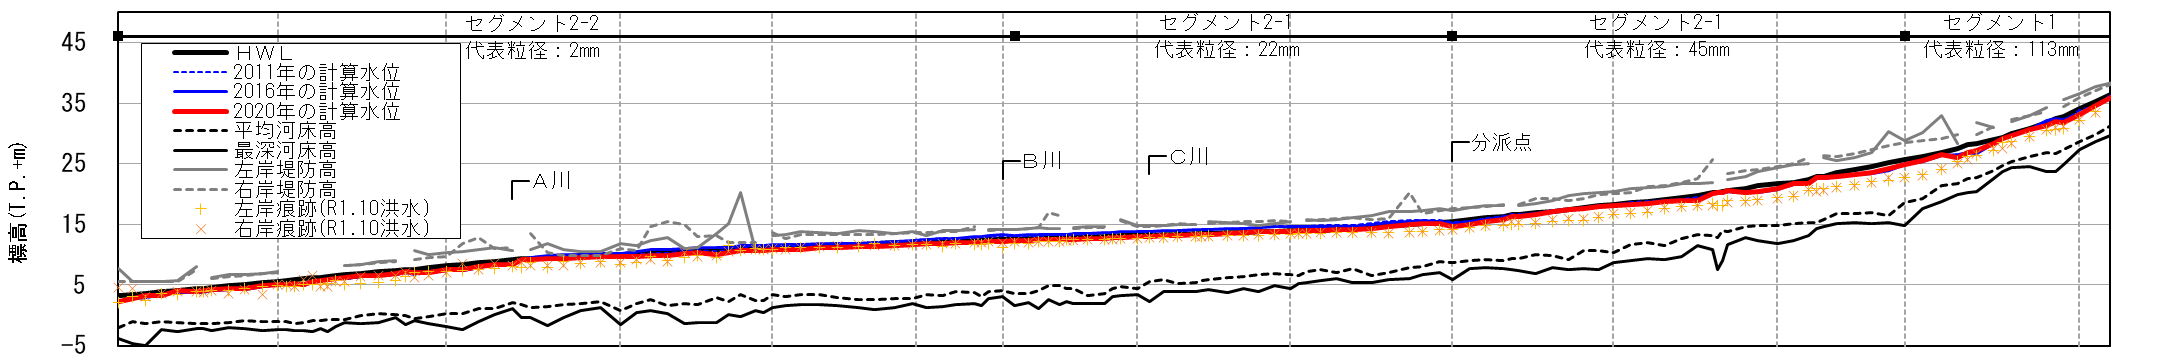 セグメント2-2
セグメント2-1
セグメント2-1
セグメント1
代表粒径：2mm
代表粒径：22mm
代表粒径：45mm
代表粒径：113mm
45
35
25
15
5
-5
標高(T.P.+m)
ＨＷＬ
2011年の計算水位
2016年の計算水位
2020年の計算水位
平均河床高
最深河床高
左岸堤防高
右岸堤防高
左岸痕跡(R1.10洪水)
右岸痕跡(R1.10洪水)
Ａ川
Ｂ川
Ｃ川
分派点